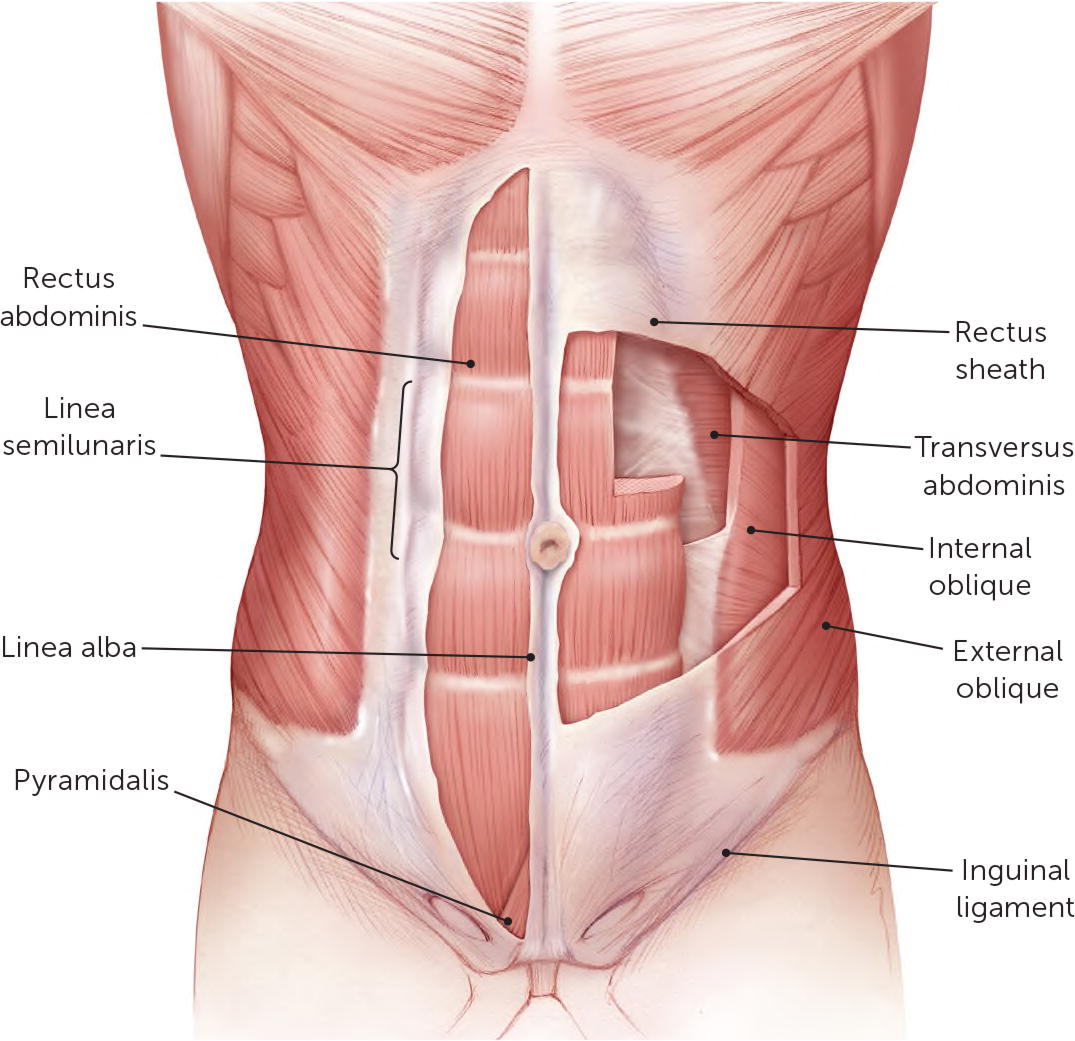 Rectus
abdominis
Linea
semilunaris
Linea alba
Pyramidalis
Rectus
sheath
Transversus
abdominis
Internal
oblique
External
oblique
Inguinal
ligament